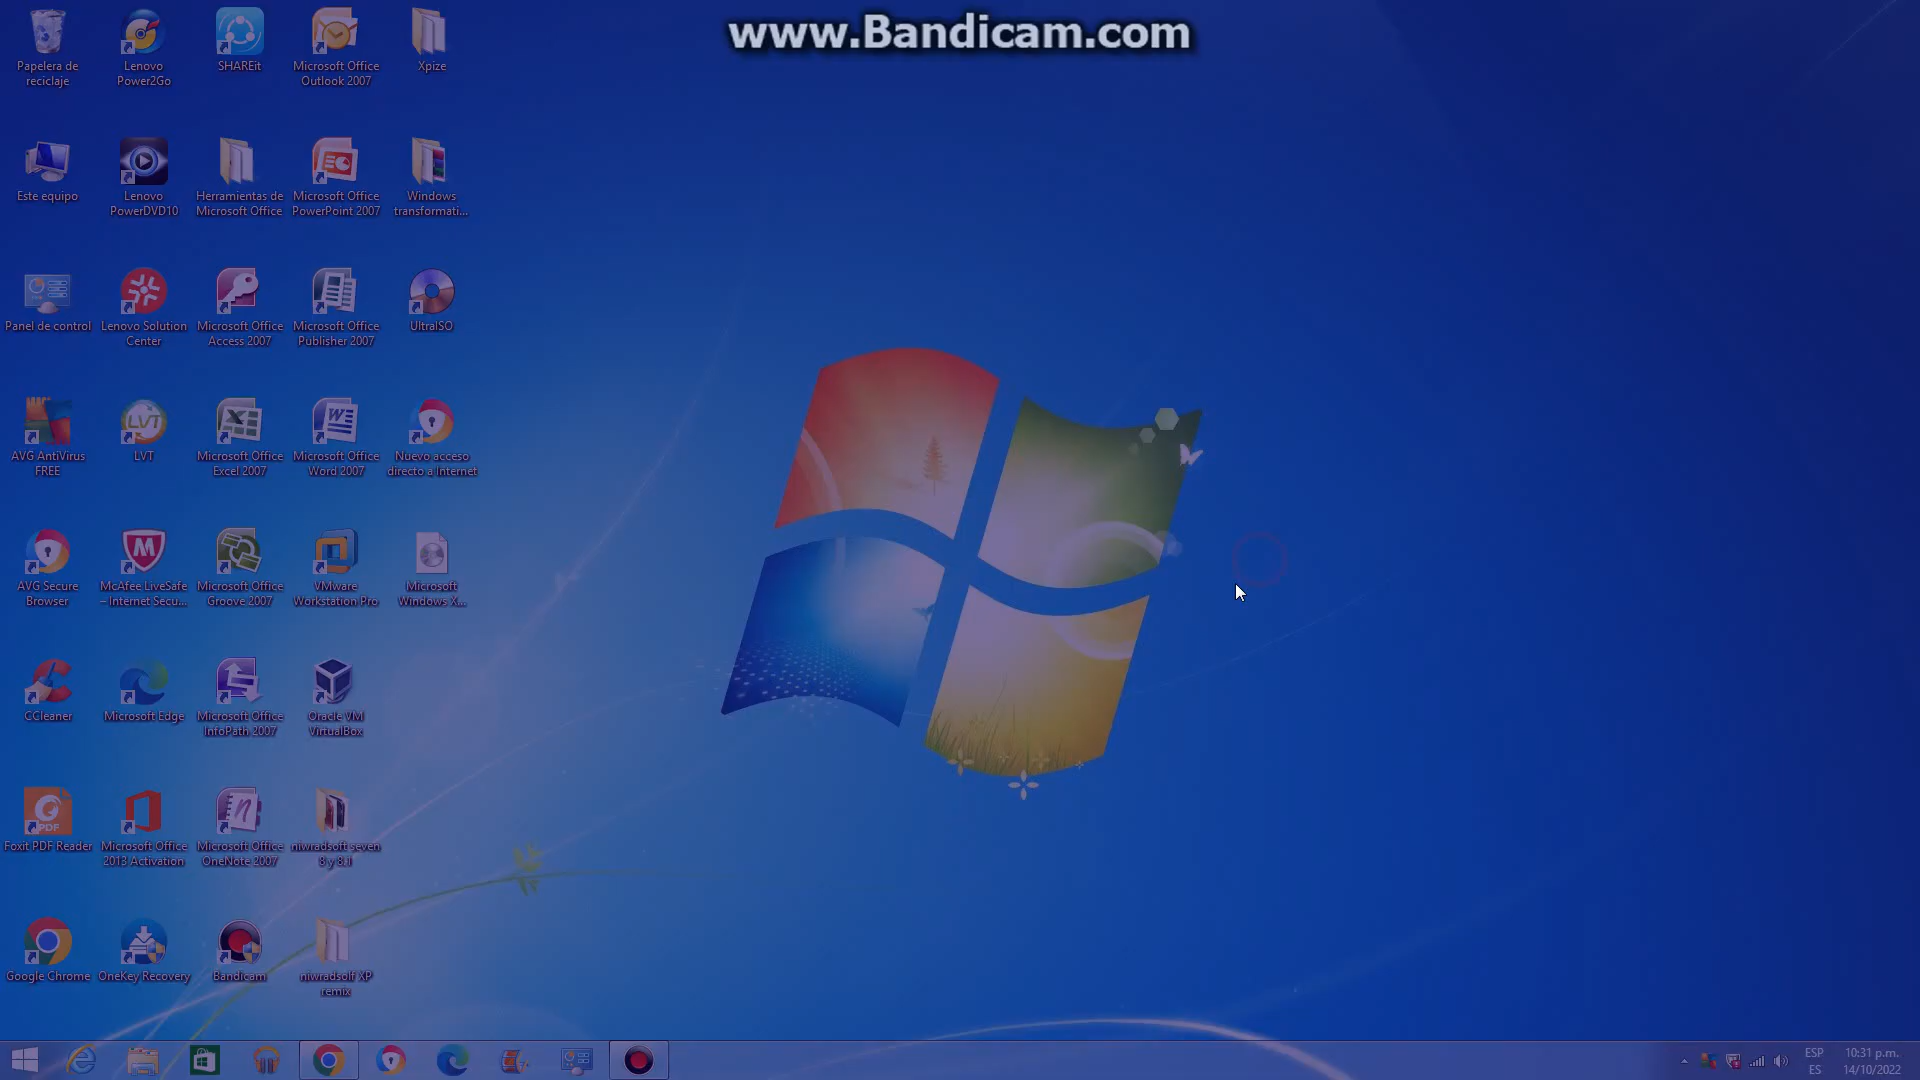 www.Bandicam.com
Papelera de
reciclaje
Lenovo
Power2Go
SHAREit
Microsoft Office
Outlook 2007
Xpize
Este equipo
Lenovo
PowerDVD10
Herramientas de
Microsoft Office
Microsoft Office
PowerPoint 2007
Windows
transformati...
Panel de control
Lenovo Solution
Center
Microsoft Office
Access 2007
Microsoft Office
Publisher 2007
UltraISO
AVG AntiVirus
FREE
LVT
LVT
Microsoft Office
Excel 2007
Microsoft Office
Word 2007
Nuevo acceso
directo a Internet
AVG Secure
Browser
McAfee LiveSafe
– Internet Secu...
Microsoft Office
Groove 2007
VMware
Workstation Pro
Microsoft
Windows X...
CCleaner
Microsoft Edge
Microsoft Office
InfoPath 2007
Oracle VM
VirtualBox
PDF
Foxit PDF Reader
Microsoft Office
2013 Activation
Microsoft Office
OneNote 2007
niwradsoft seven
8 y 8.1
Google Chrome
OneKey Recovery
Bandicam
niwradsolf XP
remix
ESP
ES
10:31 p.m.
14/10/2022